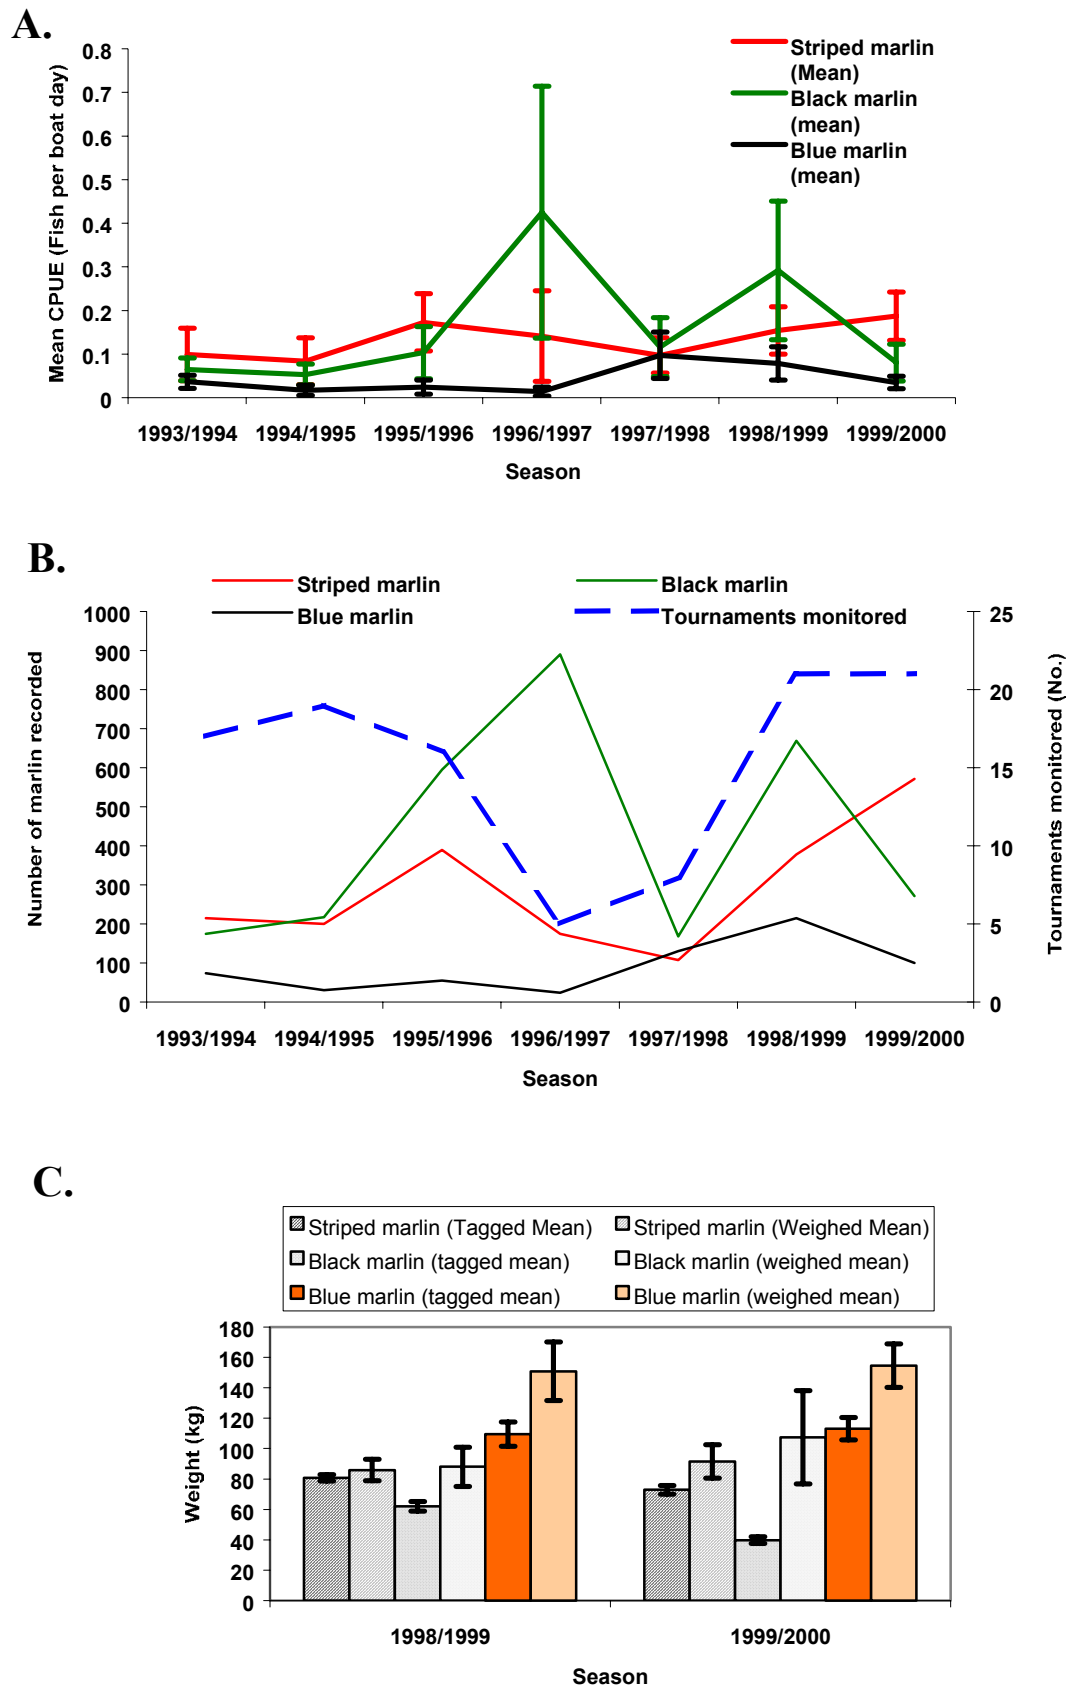 A.
Mean CPUE (Fish per boat day)
0.8
0.7
0.6
0.5
0.4
0.3
0.2
0.1
0
Striped marlin
(Mean)
Black marlin
(mean)
Blue marlin
(mean)
1993/1994 1994/1995 1995/1996 1996/1997 1997/1998 1998/1999 1999/2000
Season
B.
Striped marlin Black marlin
Blue marlin Tournaments monitored
Number of marlin recorded
1000
900
800
700
600
500
400
300
200
100
0
25
20
15
10
5
0
Tournaments monitored (No.)
1993/1994 1994/1995 1995/1996 1996/1997 1997/1998 1998/1999 1999/2000
Season
C.
Striped marlin (Tagged Mean) Striped marlin (Weighed Mean)
Black marlin (tagged mean) Black marlin (weighed mean)
Blue marlin (tagged mean) Blue marlin (weighed mean)
Weight (kg)
180
160
140
120
100
80
60
40
20
0
1998/1999 1999/2000
Season